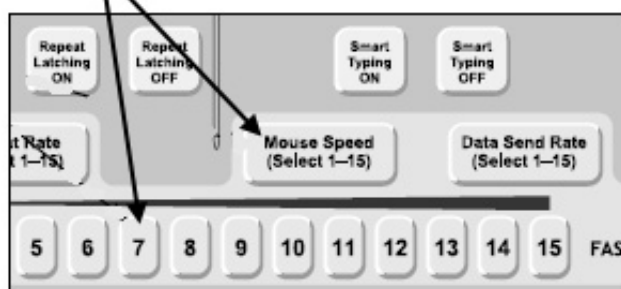 Repeat
Latching
ON
Repeat
Latching
OFF
Smart
Typing
ON
Smart
Typing
OFF
t Rate
t 1–15)
Mouse Speed
(Select 1–15)
Data Send Rate
(Select 1–15)
5 6 7 8 9 10 11 12 13 14 15 FAS